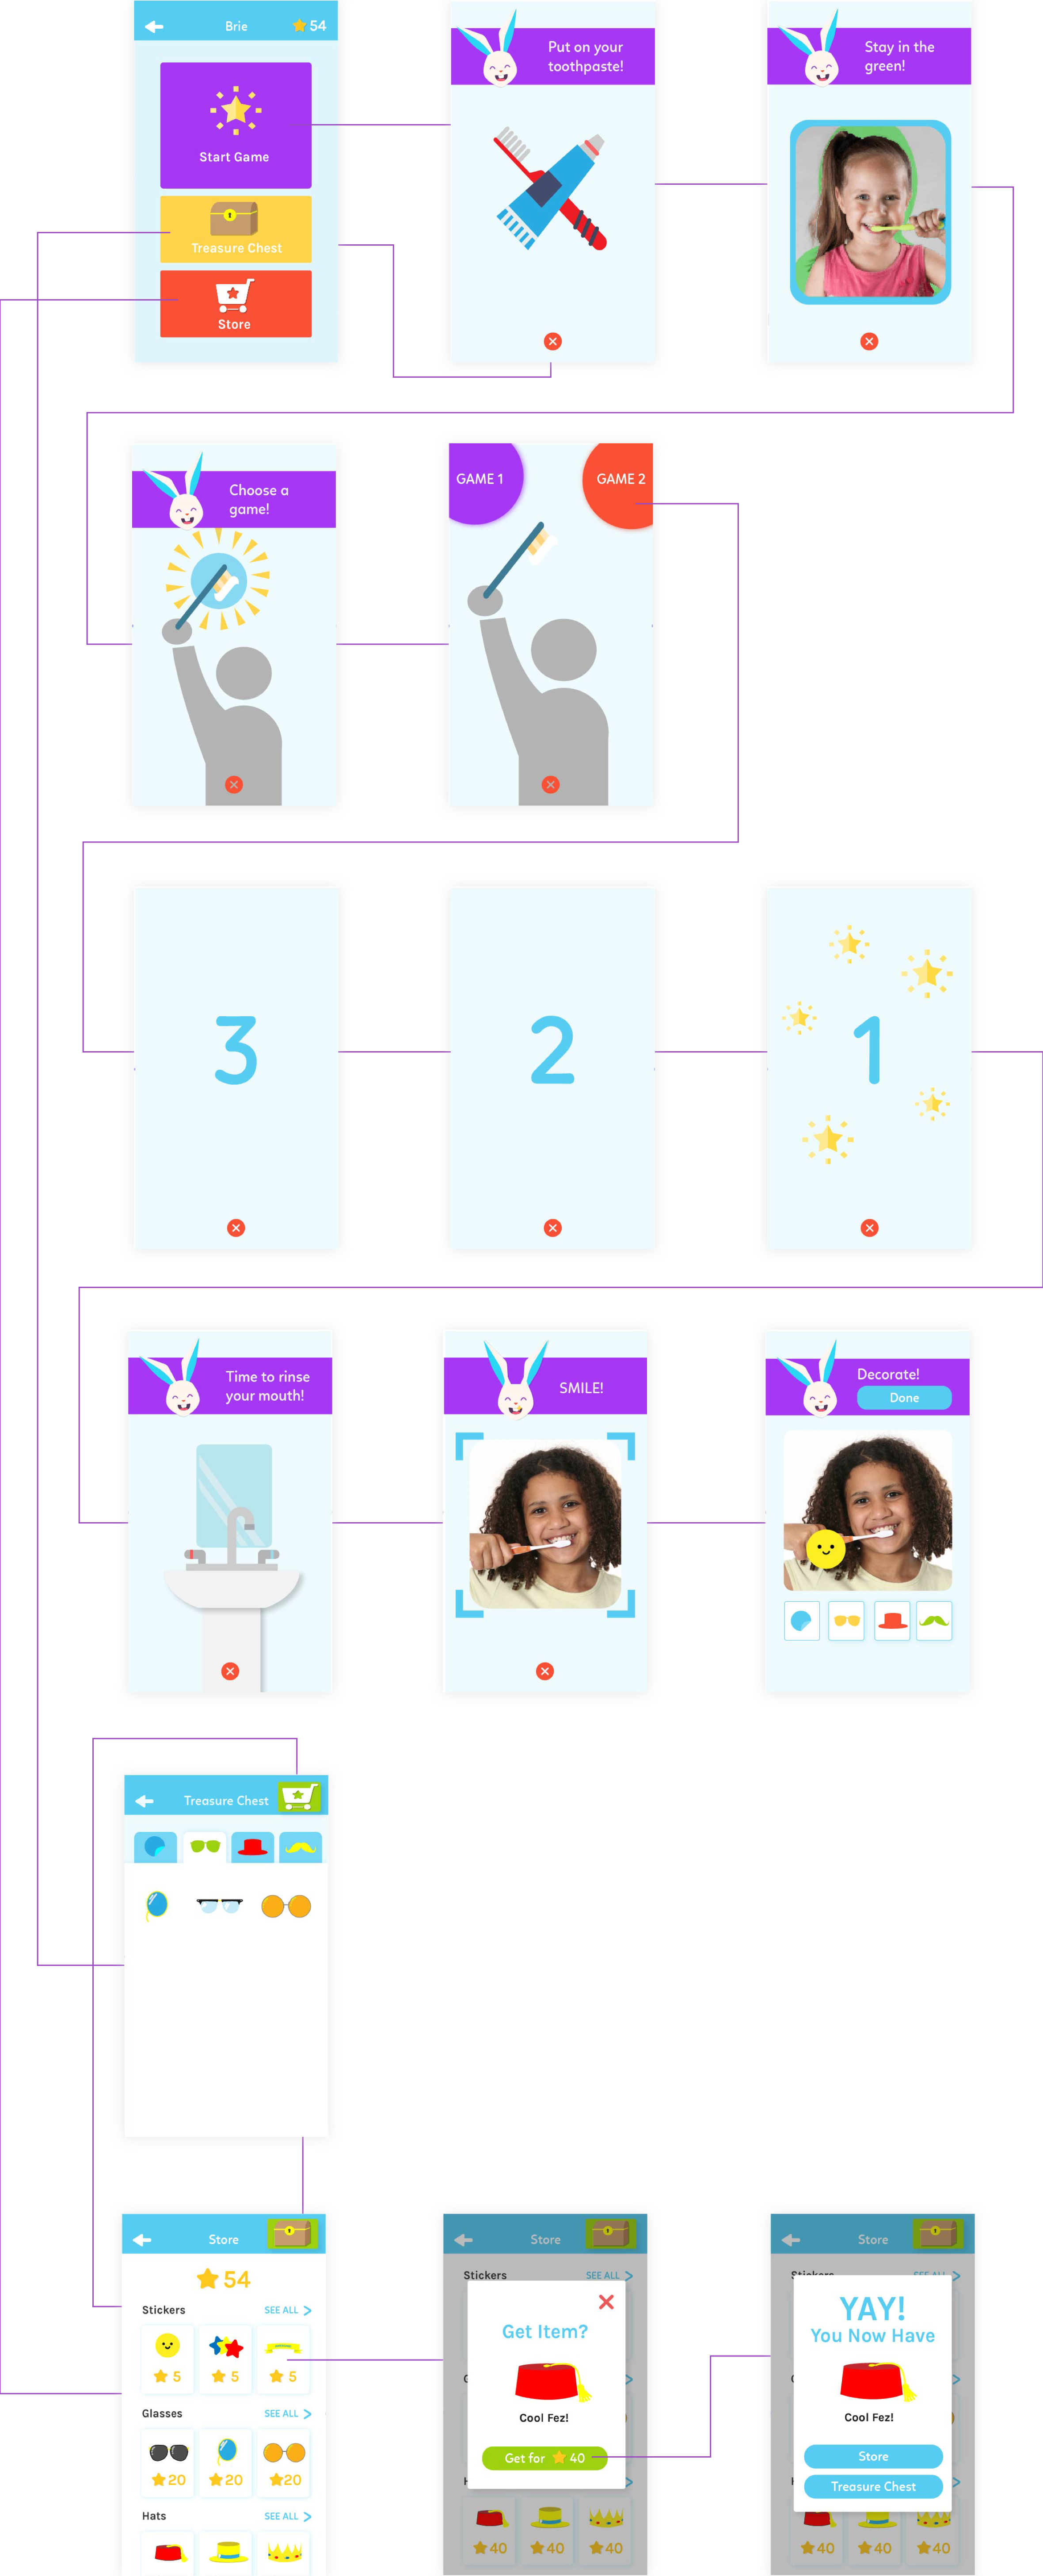 Brie
54
Start Game
Treasure Chest
Store
Put on your
toothpaste!
Stay in the
green!
Choose a
game!
GAME 1
GAME 2
3
2
1
Time to rinse
your mouth!
SMILE!
Decorate!
Done
Treasure Chest
Store
54
Stickers
SEE ALL
5
5
5
Glasses
SEE ALL
20
20
20
Hats
SEE ALL
Store
Stickers
SEE ALL
Get Item?
Cool Fez!
Get for 40
40
40
40
Store
Stickers
SEE ALL
YAY!
You Now Have
Cool Fez!
Store
Treasure Chest
40
40
40